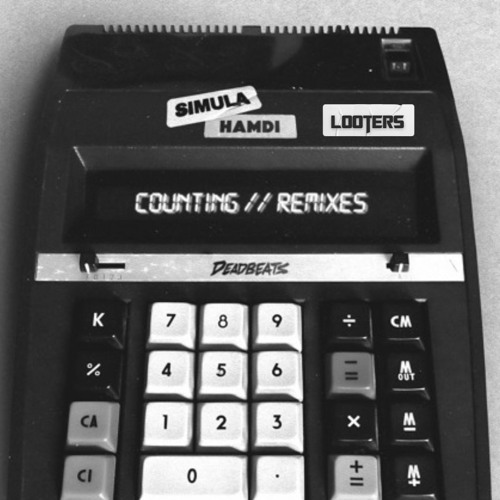 SIMULA
HAMDI
LOOTERS
COUNTING // REMIXES
DEADBEATS
K 7 8 9 ÷ CM
% 4 5 6 = M OUT
CA 1 2 3 × M
CI 0 . + = M +